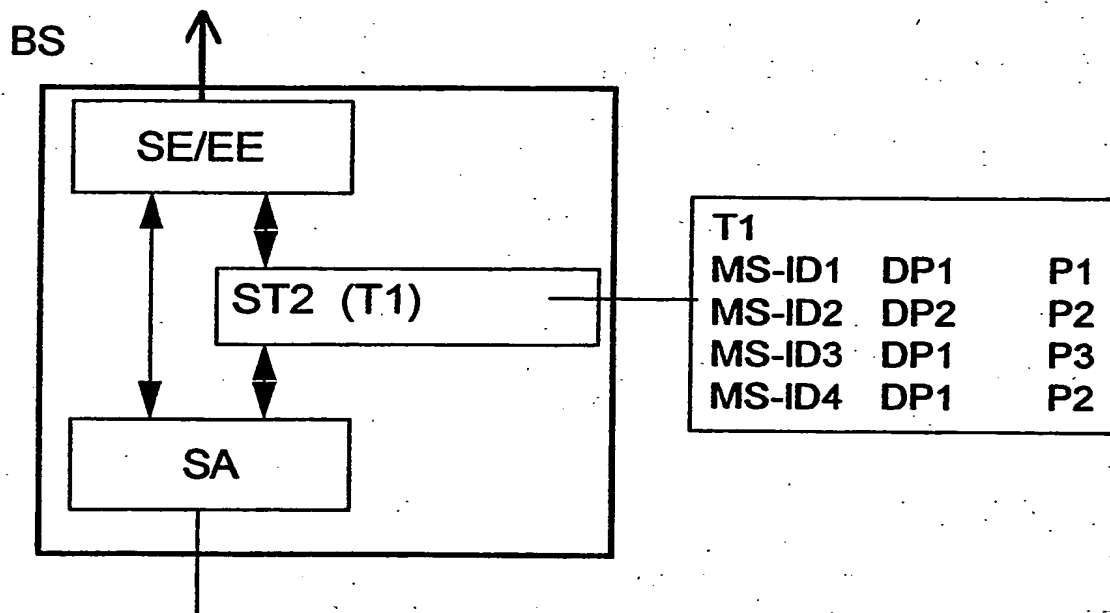 BS
SE/EE
ST2 (T1)
SA
T1
MS-ID1 DP1 P1
MS-ID2 DP2 P2
MS-ID3 DP1 P3
MS-ID4 DP1 P2